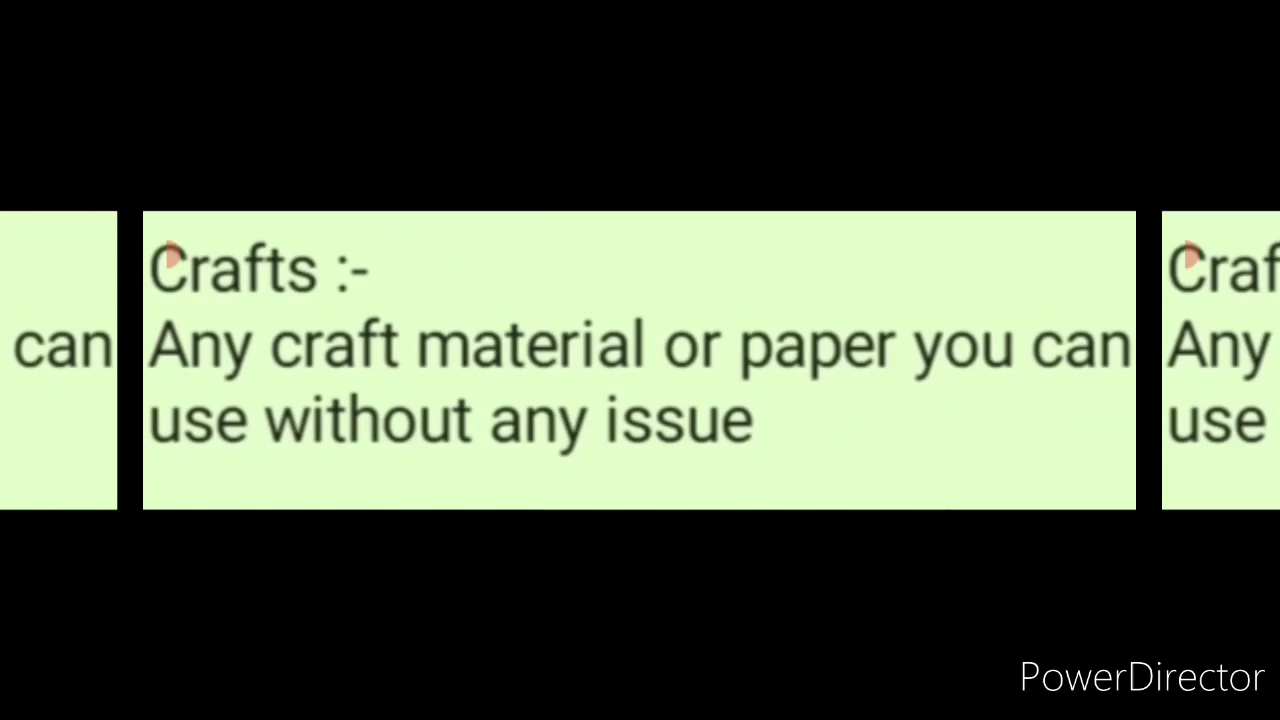 can
Crafts :-
Any craft material or paper you can
use without any issue
Craf
Any
use
PowerDirector